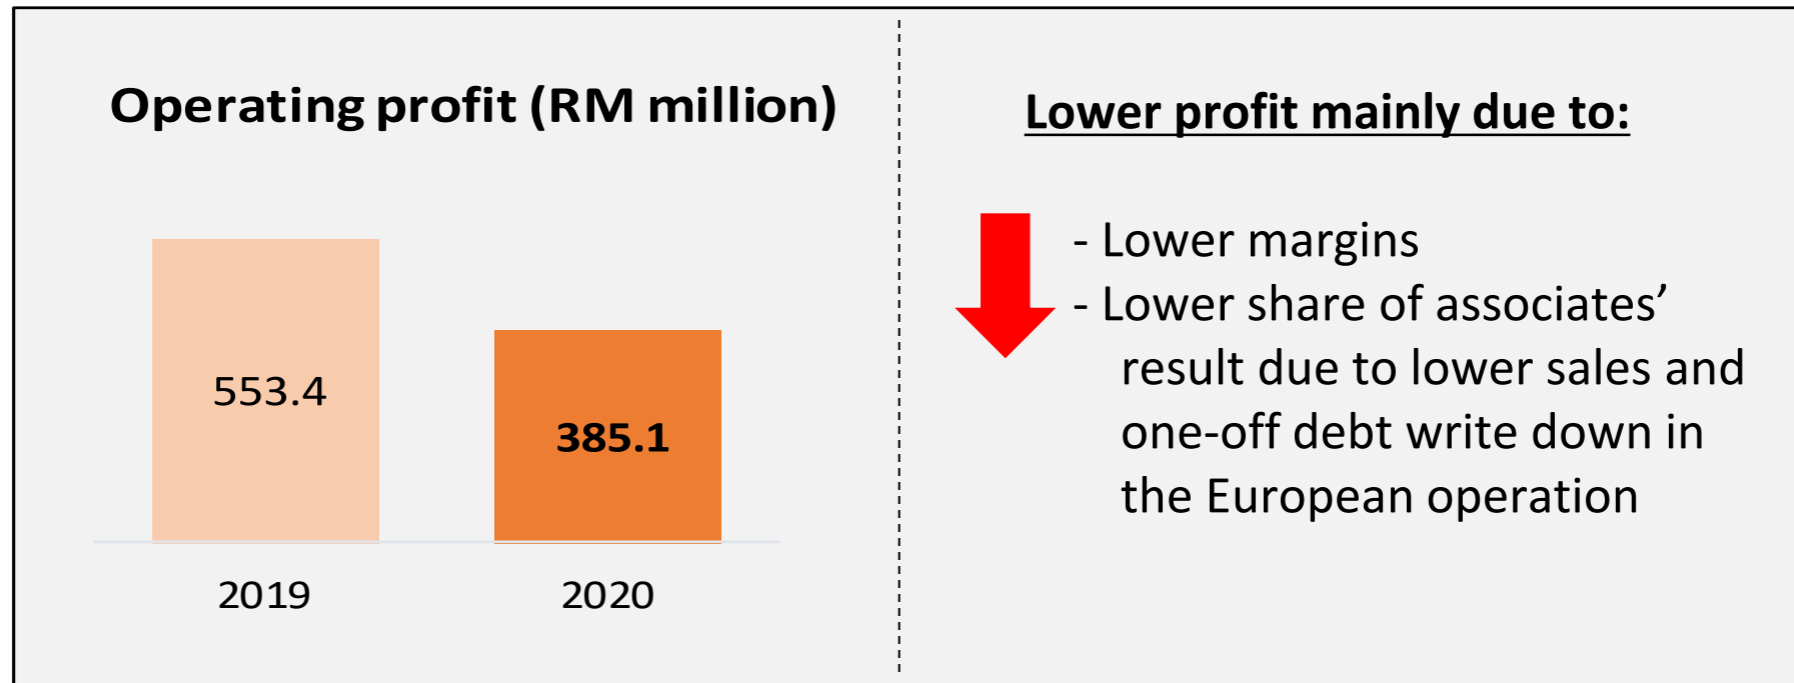 Operating profit (RM million)
553.4
385.1
2019
2020
Lower profit mainly due to:
- Lower margins
- Lower share of associates’
result due to lower sales and
one-off debt write down in
the European operation